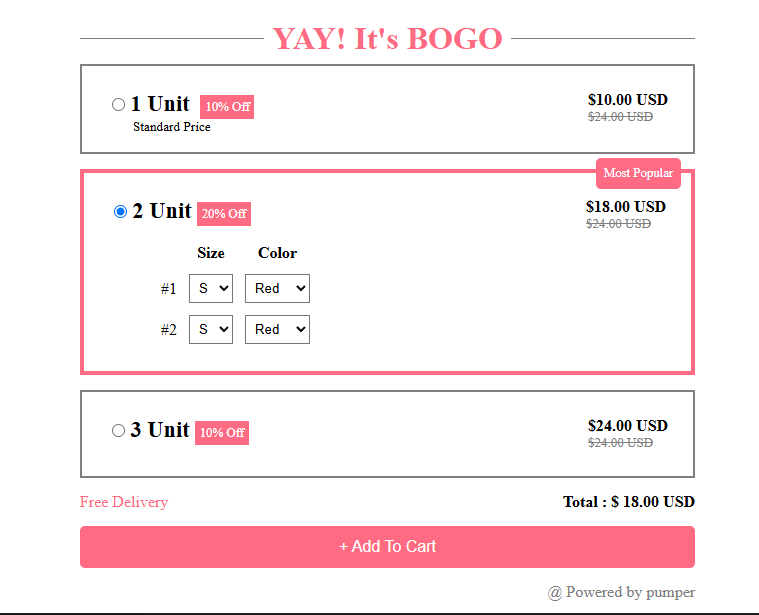 YAY! It's BOGO
1 Unit 10% Off $10.00 USD
$24.00 USD
Standard Price
Most Popular
2 Unit 20% Off $18.00 USD
$24.00 USD
Size Color
#1 S Red
#2 S Red
3 Unit 10% Off $24.00 USD
$24.00 USD
Free Delivery Total : $ 18.00 USD
+ Add To Cart
@ Powered by pumper